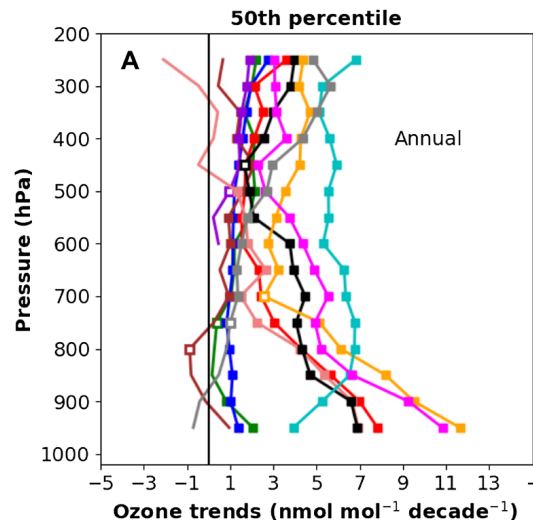 50th percentile
A
Annual
Pressure (hPa)
200
300
400
500
600
700
800
900
1000
−5 −3 −1 1 3 5 7 9 11 13
Ozone trends (nmol mol⁻¹ decade⁻¹)